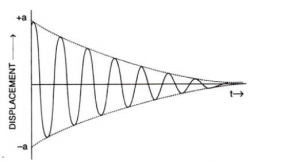 +a
DISPLACEMENT →
t→
–a